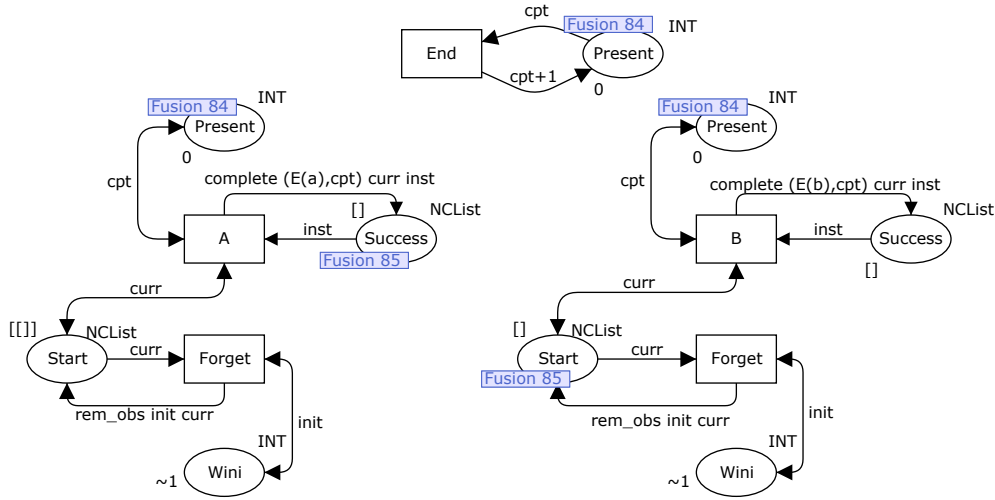 cpt
Fusion 84
INT
End
Present
cpt+1
0
Fusion 84
INT
Present
0
cpt
complete (E(a),cpt) curr inst
[]
NCList
A
inst
Success
Fusion 85
curr
[[]]
NCList
Start
curr
Forget
rem_obs init curr
init
INT
Wini
~1
Fusion 84
INT
Present
0
cpt
complete (E(b),cpt) curr inst
NCList
B
inst
Success
[]
curr
[]
NCList
Start
curr
Forget
Fusion 85
rem_obs init curr
init
INT
Wini
~1